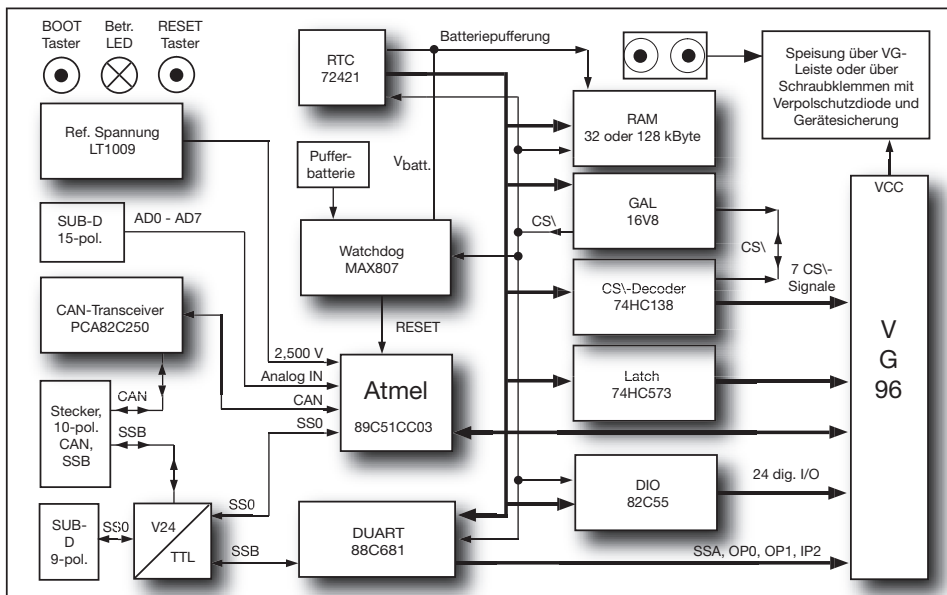 BOOT
Taster
Betr.
LED
RESET
Taster
RTC
72421
Batteriepufferung
Speisung über VG-
Leiste oder über
Schraubklemmen mit
Verpolschutzdiode und
Gerätesicherung
Ref. Spannung
LT1009
RAM
32 oder 128 kByte
Puffer-
batterie
Vbatt.
VCC
SUB-D
15-pol.
AD0 - AD7
GAL
16V8
CS\
CS\
Watchdog
MAX807
7 CS\-
Signale
CS\-Decoder
74HC138
CAN-Transceiver
PCA82C250
RESET
V
G
96
2,500 V
Analog IN
CAN
SS0
Atmel
89C51CC03
Latch
74HC573
Stecker,
10-pol.
CAN,
SSB
CAN
SSB
DIO
82C55
24 dig. I/O
SUB-
D
9-pol.
SS0
V24
TTL
SS0
SSB
DUART
88C681
SSA, OP0, OP1, IP2